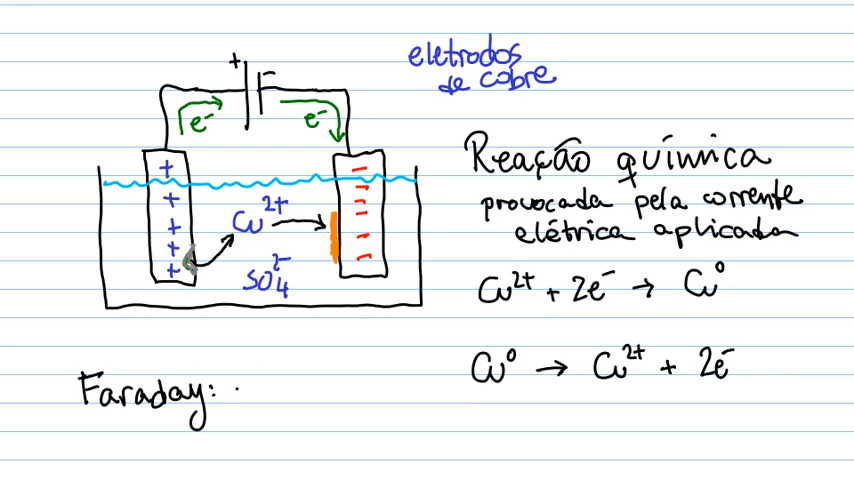 eletrodos
de cobre
+ −
e⁻ e⁻
Reação química
provocada pela corrente
elétrica aplicada
+ −
+ −
+ −
+ −
+ −
Cu²⁺
SO₄²⁻
Cu²⁺ + 2e⁻ → Cu⁰
Cu⁰ → Cu²⁺ + 2e⁻
Faraday: